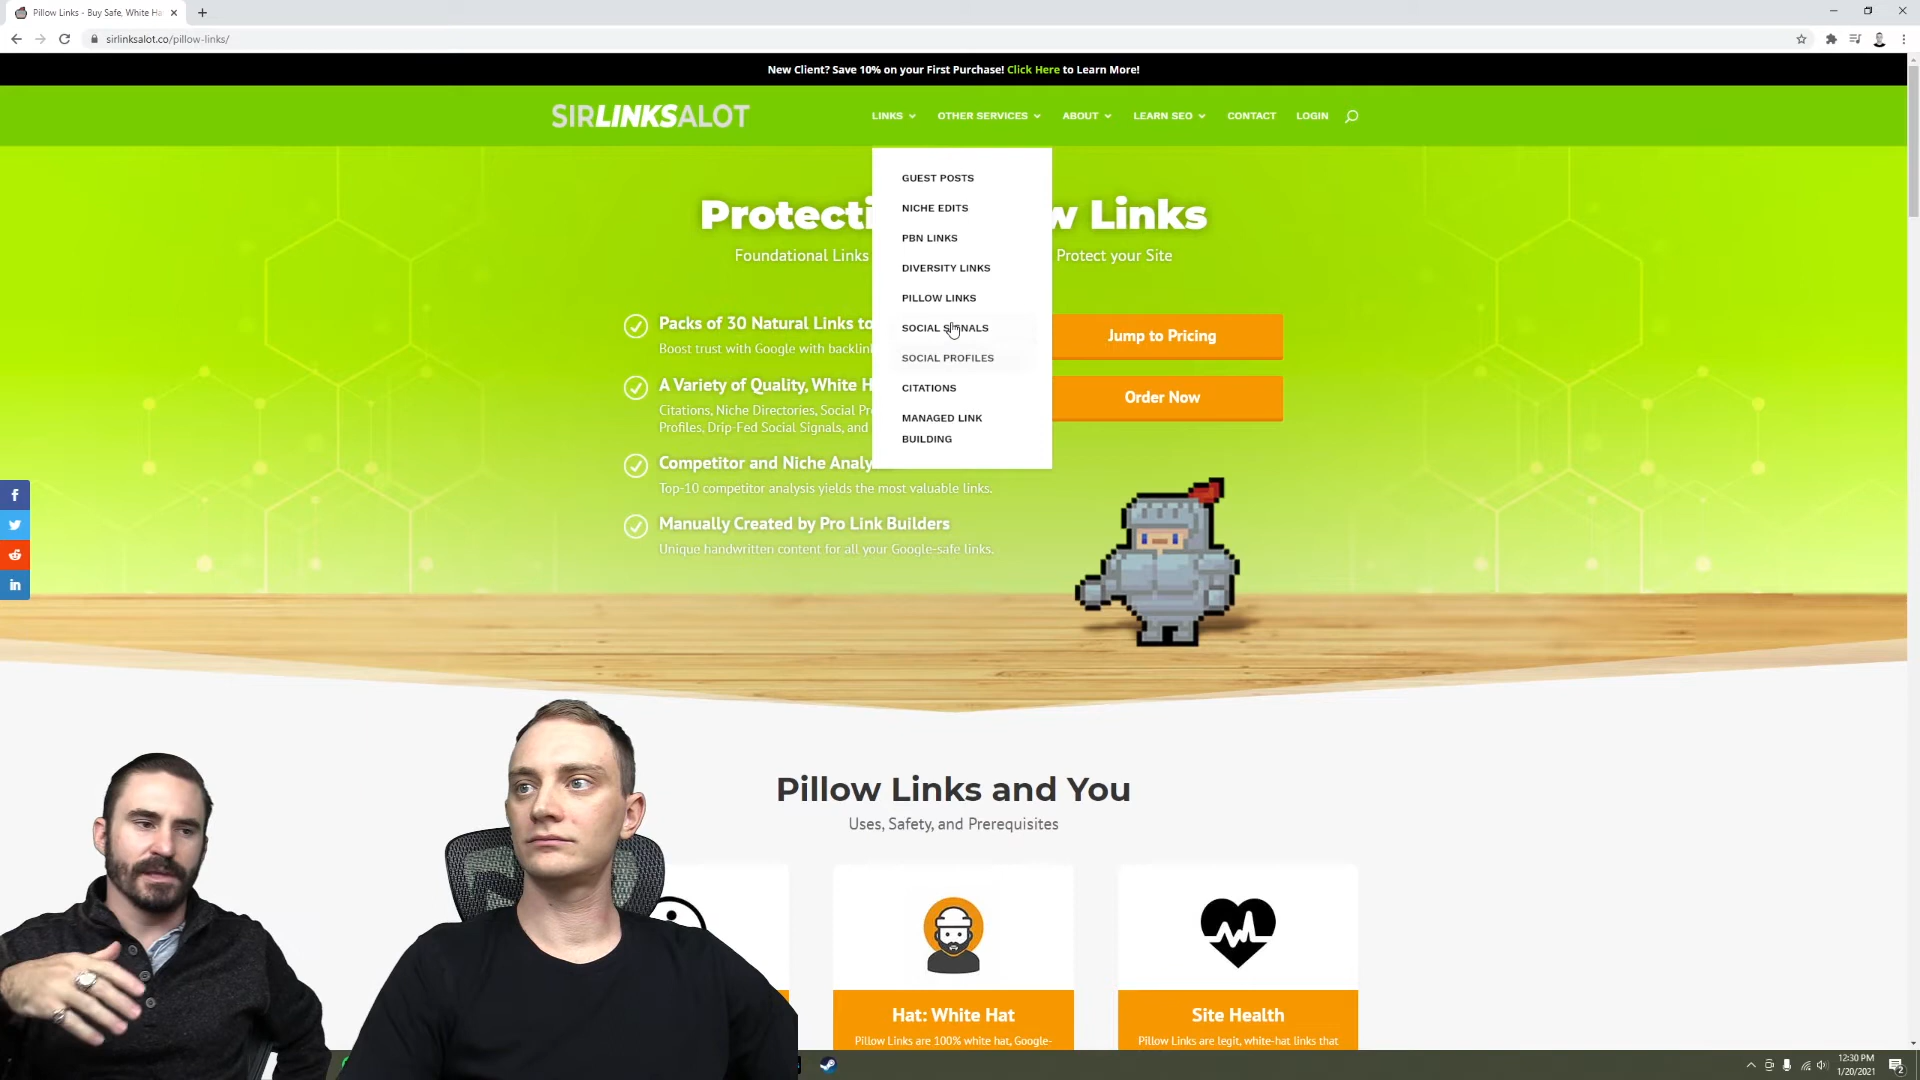 Pillow Links - Buy Safe, White Ha
sirlinksalot.co/pillow-links/
New Client? Save 10% on your First Purchase! Click Here to Learn More!
SIRLINKSALOT
LINKS
OTHER SERVICES
ABOUT
LEARN SEO
CONTACT
LOGIN
GUEST POSTS
NICHE EDITS
PBN LINKS
DIVERSITY LINKS
PILLOW LINKS
SOCIAL SIGNALS
SOCIAL PROFILES
CITATIONS
MANAGED LINK
BUILDING
Protecti w Links
Foundational Links Protect your Site
Packs of 30 Natural Links to
Boost trust with Google with backlin
A Variety of Quality, White H
Citations, Niche Directories, Social Pr
Profiles, Drip-Fed Social Signals, and
Competitor and Niche Analy
Top-10 competitor analysis yields the most valuable links.
Manually Created by Pro Link Builders
Unique handwritten content for all your Google-safe links.
Jump to Pricing
Order Now
Pillow Links and You
Uses, Safety, and Prerequisites
Hat: White Hat
Pillow Links are 100% white hat, Google-
Site Health
Pillow Links are legit, white-hat links that
12:30 PM
1/20/2021